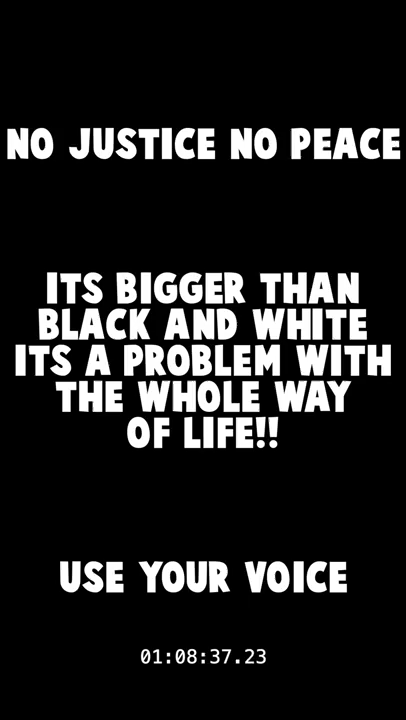 NO JUSTICE NO PEACE
ITS BIGGER THAN
BLACK AND WHITE
ITS A PROBLEM WITH
THE WHOLE WAY
OF LIFE!!
USE YOUR VOICE
01:08:37.23